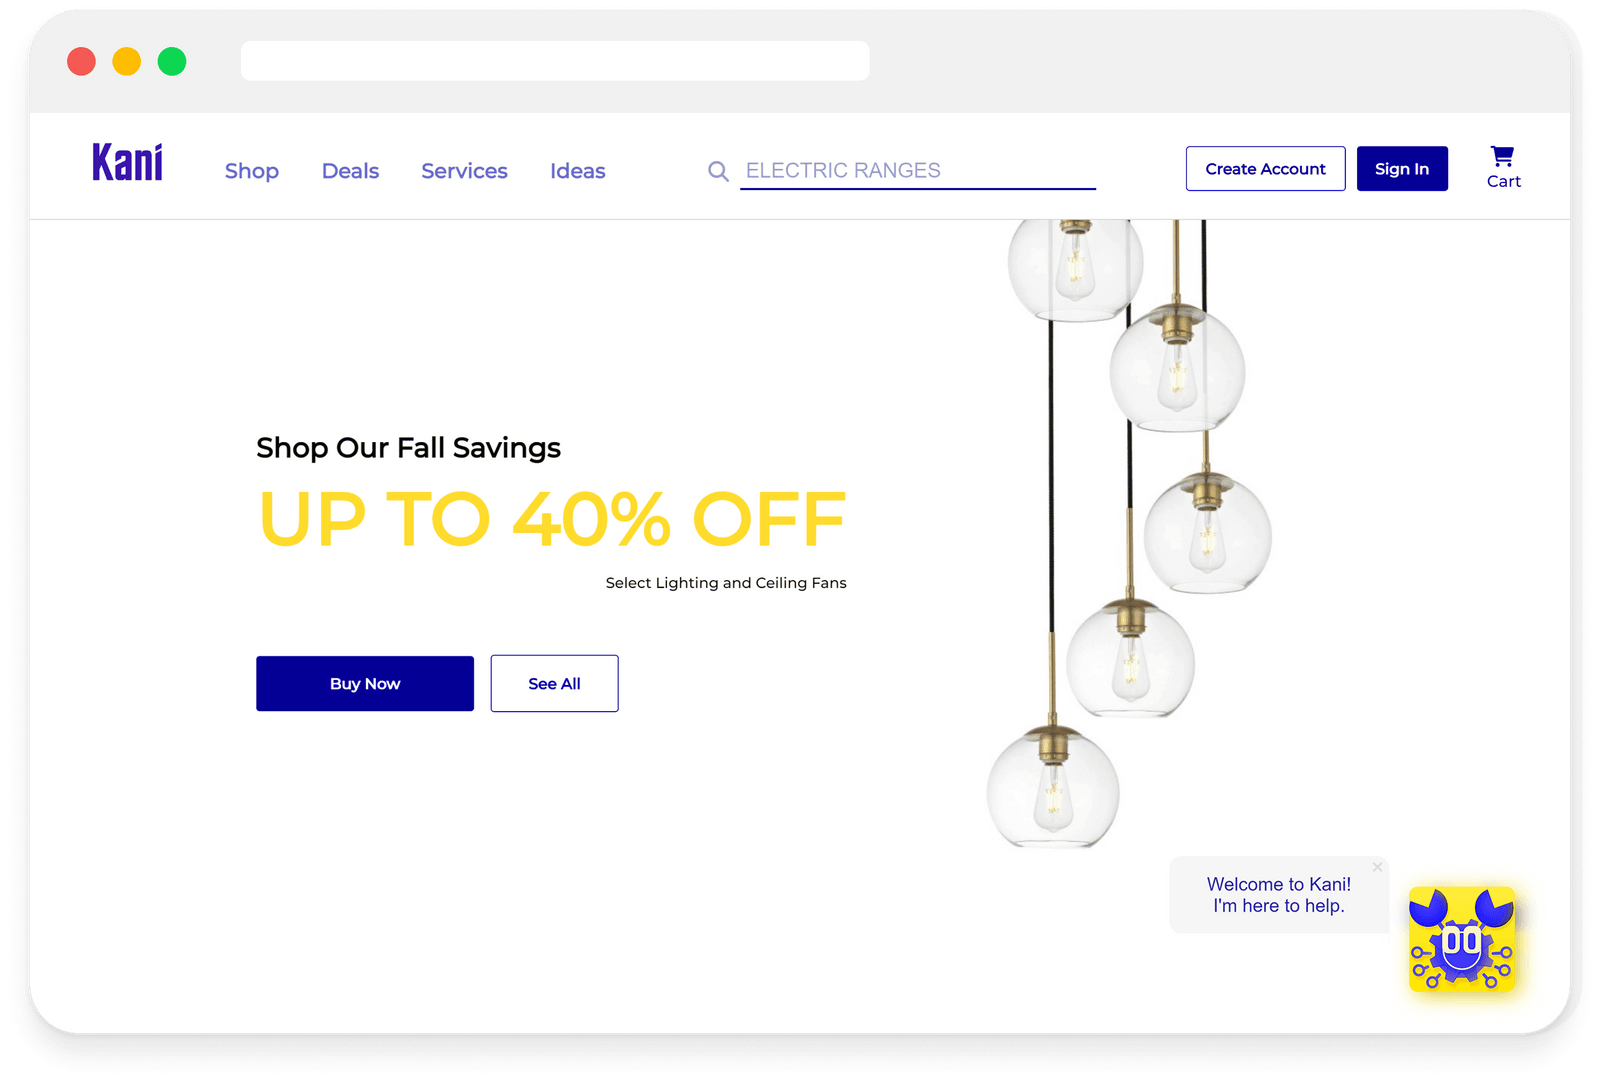 Kani
Shop
Deals
Services
Ideas
ELECTRIC RANGES
Create Account
Sign In
Cart
Shop Our Fall Savings
UP TO 40% OFF
Select Lighting and Ceiling Fans
Buy Now
See All
Welcome to Kani!
I'm here to help.